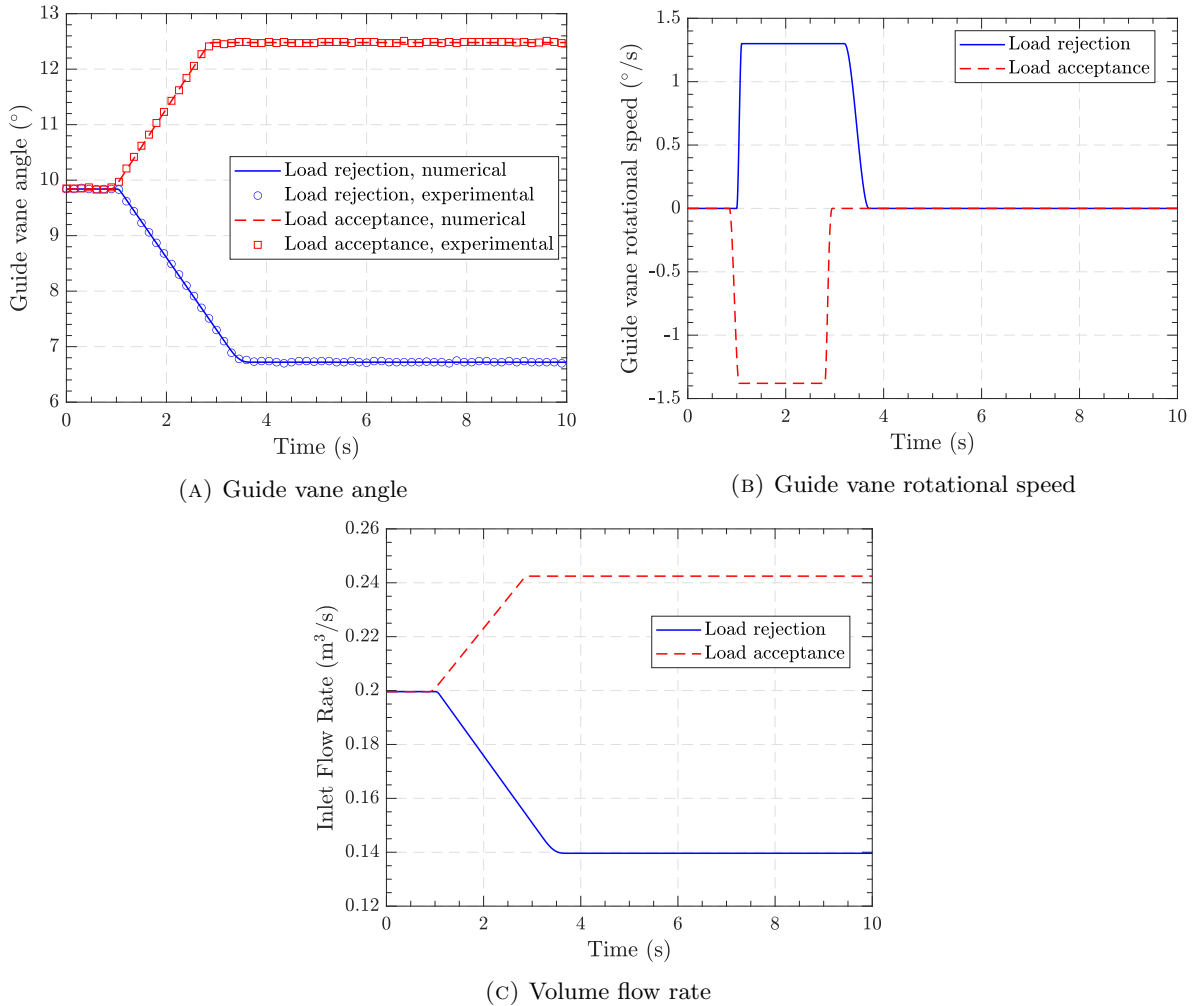 13
12
11
10
9
8
7
6
0
2
4
6
8
10
Guide vane angle (°)
Time (s)
Load rejection, numerical
Load rejection, experimental
Load acceptance, numerical
Load acceptance, experimental
(A) Guide vane angle
1.5
1
0.5
0
-0.5
-1
-1.5
0
2
4
6
8
10
Guide vane rotational speed (°/s)
Time (s)
Load rejection
Load acceptance
(B) Guide vane rotational speed
0.26
0.24
0.22
0.2
0.18
0.16
0.14
0.12
0
2
4
6
8
10
Inlet Flow Rate (m³/s)
Time (s)
Load rejection
Load acceptance
(C) Volume flow rate